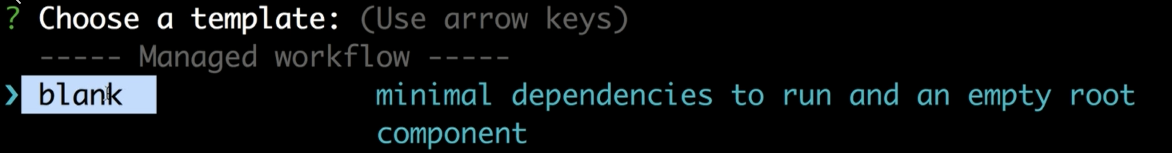 ? Choose a template: (Use arrow keys)
----- Managed workflow -----
❯ blank minimal dependencies to run and an empty root
component